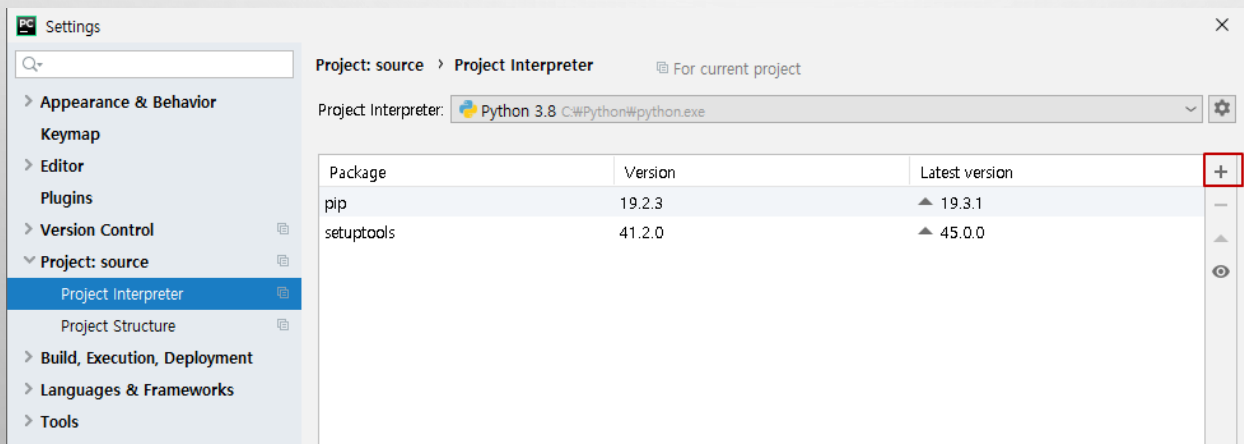 PC Settings
Project: source › Project Interpreter For current project
Project Interpreter: Python 3.8 C:₩Python₩python.exe
Appearance & Behavior
Keymap
Editor
Plugins
Version Control
Project: source
Project Interpreter
Project Structure
Build, Execution, Deployment
Languages & Frameworks
Tools
Package Version Latest version
pip 19.2.3 19.3.1
setuptools 41.2.0 45.0.0